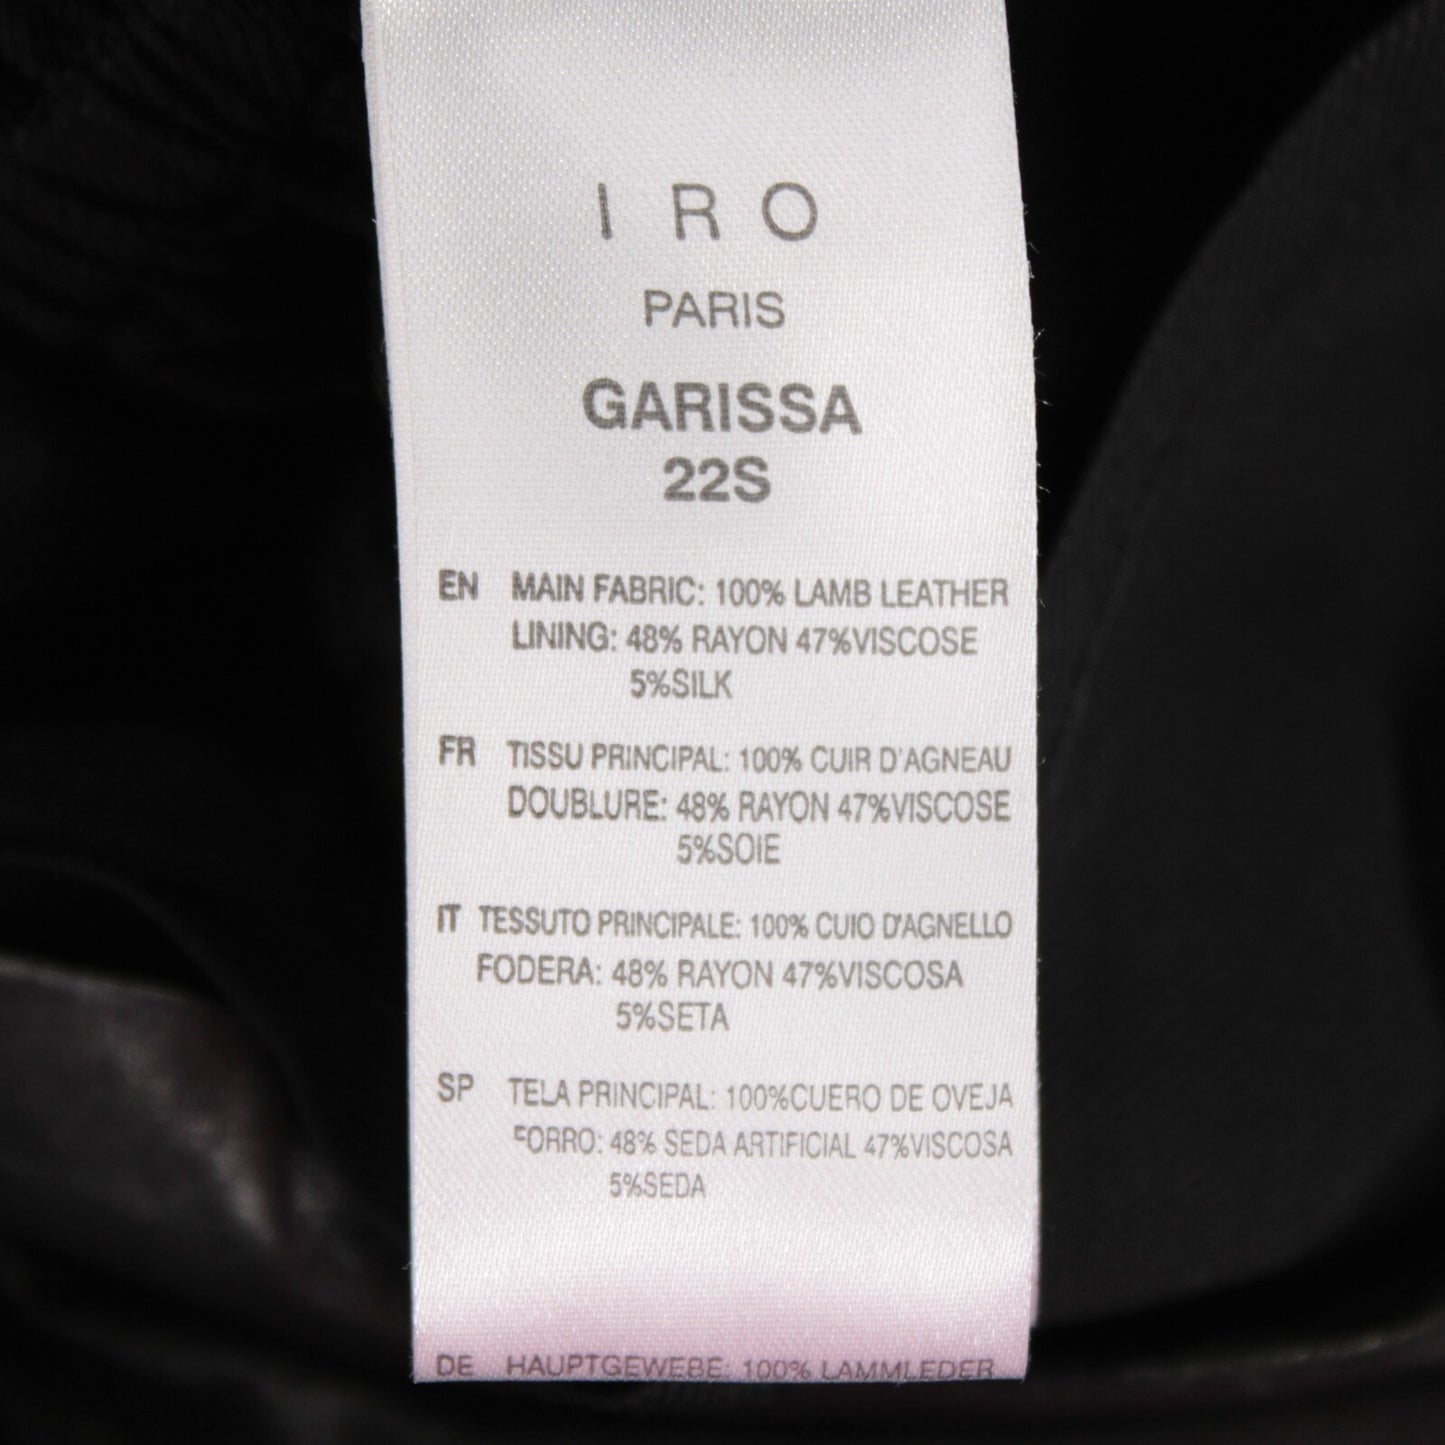 IRO
PARIS
GARISSA
22S
EN MAIN FABRIC: 100% LAMB LEATHER
LINING: 48% RAYON 47%VISCOSE
5%SILK
FR TISSU PRINCIPAL: 100% CUIR D'AGNEAU
DOUBLURE: 48% RAYON 47%VISCOSE
5%SOIE
IT TESSUTO PRINCIPALE: 100% CUIO D'AGNELLO
FODERA: 48% RAYON 47%VISCOSA
5%SETA
SP TELA PRINCIPAL: 100%CUERO DE OVEJA
FORRO: 48% SEDA ARTIFICIAL 47%VISCOSA
5%SEDA
DE HAUPTGEWEBE: 100% LAMMLEDER